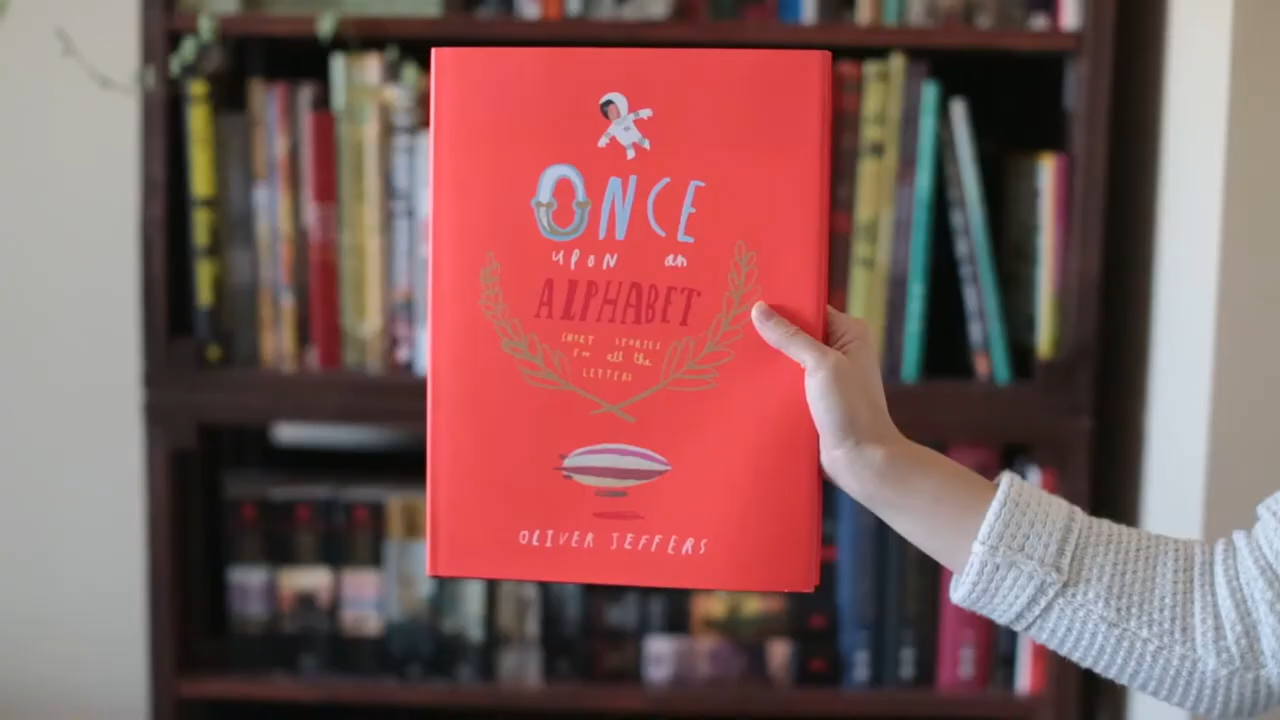 ONCE
UPON an
ALPHABET
SHORT STORIES
FOR all the
LETTERS
OLIVER JEFFERS